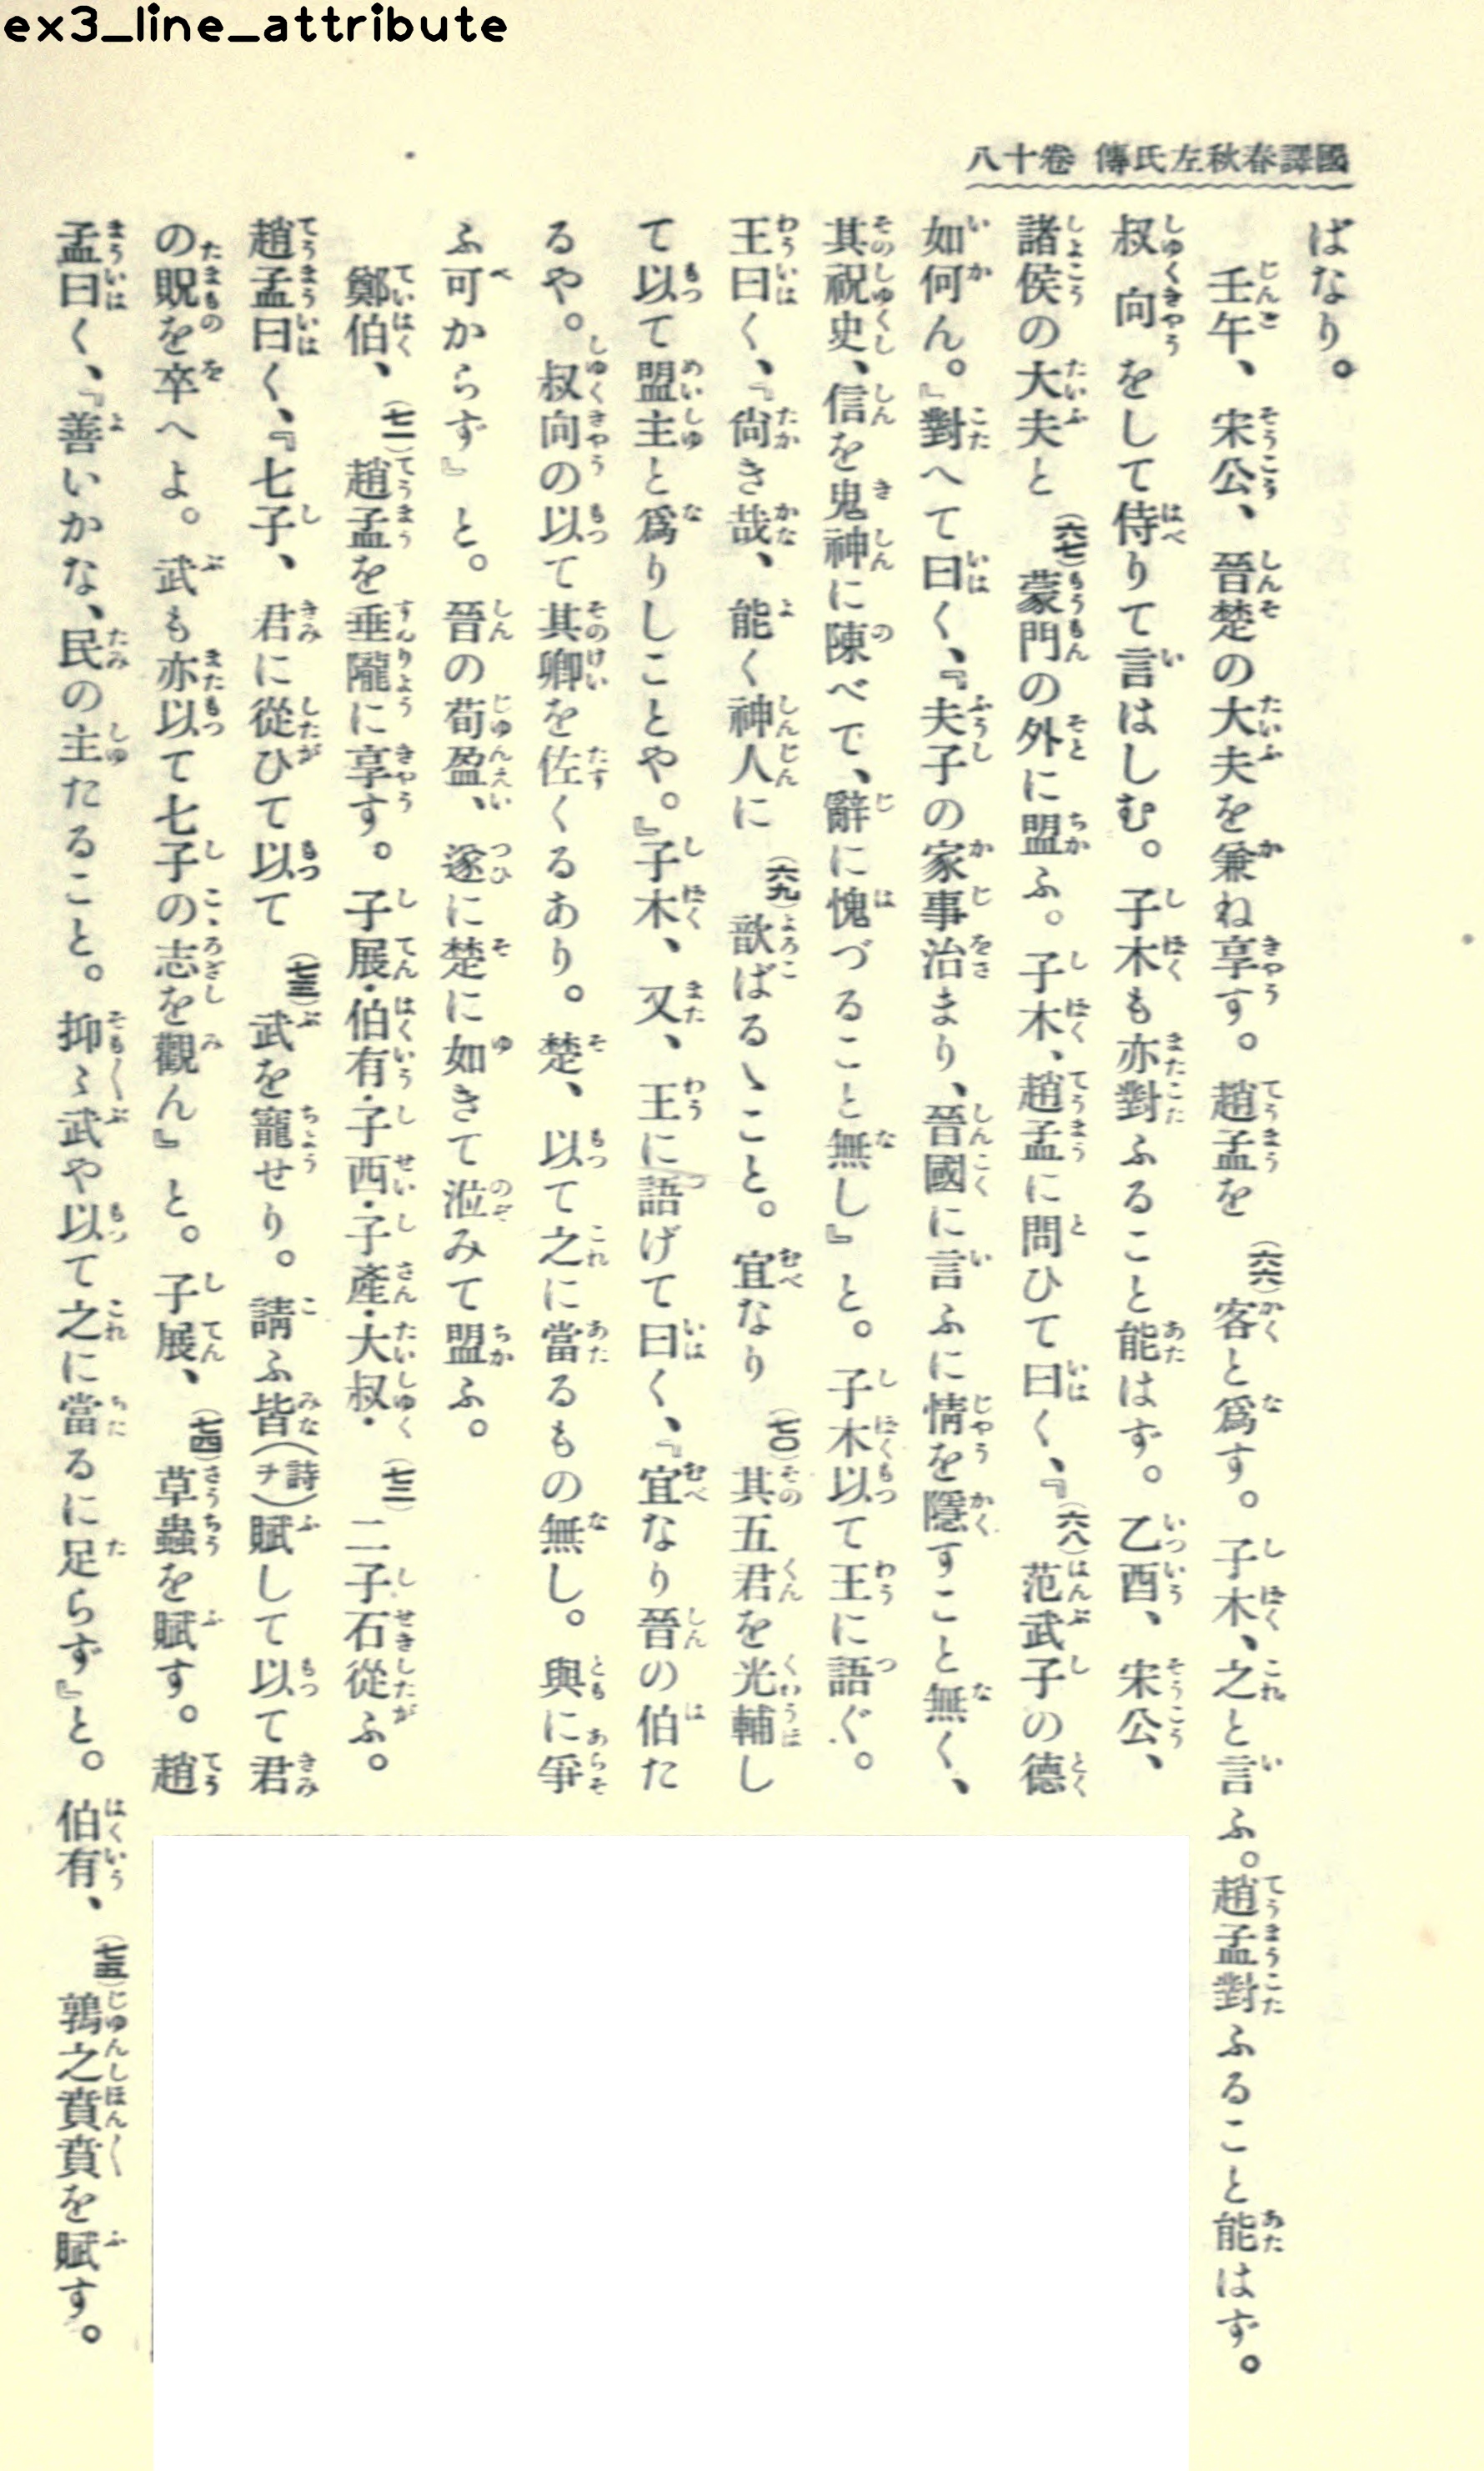 ex3_line_attribute
國譯春秋左氏傳 卷十八
ばなり。
壬午、宋公、晉楚の大夫を兼ね享す。趙孟を(六六)客と爲す。子木、之と言ふ。趙孟對ふること能はず。
叔向をして侍りて言はしむ。子木も亦對ふること能はず。乙酉、宋公、
諸侯の大夫と(六七)蒙門の外に盟ふ。子木、趙孟に問ひて曰く、『(六八)范武子の德
如何ん。』對へて曰く、『夫子の家事治まり、晉國に言ふに情を隱すこと無く、
其祝史、信を鬼神に陳べで、辭に愧づること無し』と。子木以て王に語ぐ。
王曰く、『尙き哉、能く神人に(六九)歆ばるゝこと。宜なり(七〇)其五君を光輔し
て以て盟主と爲りしことや。』子木、又、王に語げて曰く、『宜なり晉の伯た
るや。叔向の以て其卿を佐くるあり。楚、以て之に當るもの無し。與に爭
ふ可からず』と。晉の荀盈、遂に楚に如きて涖みて盟ふ。
鄭伯、(七一)趙孟を垂隴に享す。子展・伯有・子西・子產・大叔・(七二)二子石從ふ。
趙孟曰く、『七子、君に從ひて以て(七三)武を寵せり。請ふ皆(詩チ)賦して以て君
の貺を卒へよ。武も亦以て七子の志を觀ん』と。子展、(七四)草蟲を賦す。趙
孟曰く、『善いかな、民の主たること。抑〻武や以て之に當るに足らず』と。伯有、(七五)鶉之賁賁を賦す。